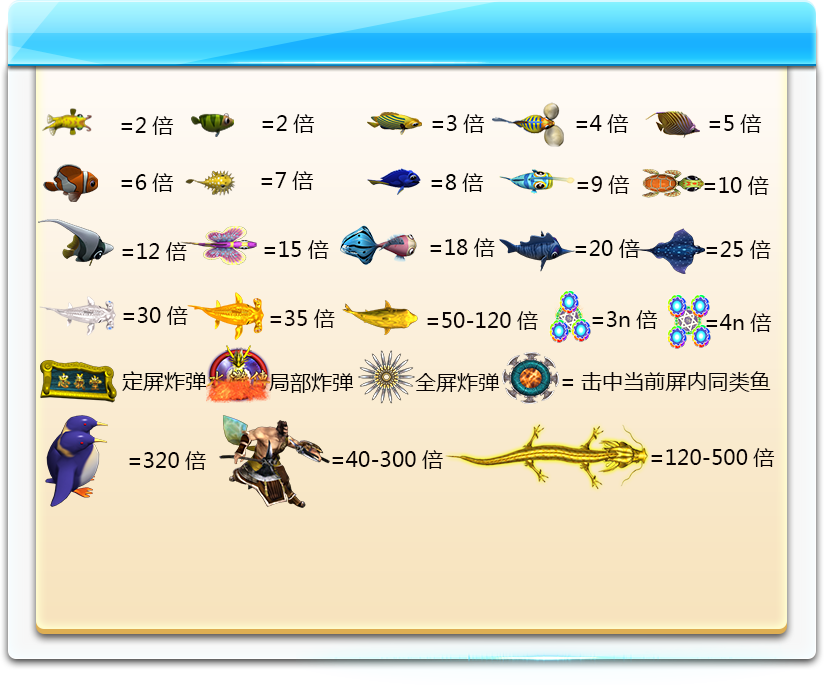 =2 倍 =2 倍 =3 倍 =4 倍 =5 倍
=6 倍 =7 倍 =8 倍 =9 倍 =10 倍
=12 倍 =15 倍 =18 倍 =20 倍 =25 倍
=30 倍 =35 倍 =50-120 倍 =3n 倍 =4n 倍
忠義堂 定屏炸弹 局部炸弹 全屏炸弹 = 击中当前屏内同类鱼
=320 倍 =40-300 倍 =120-500 倍